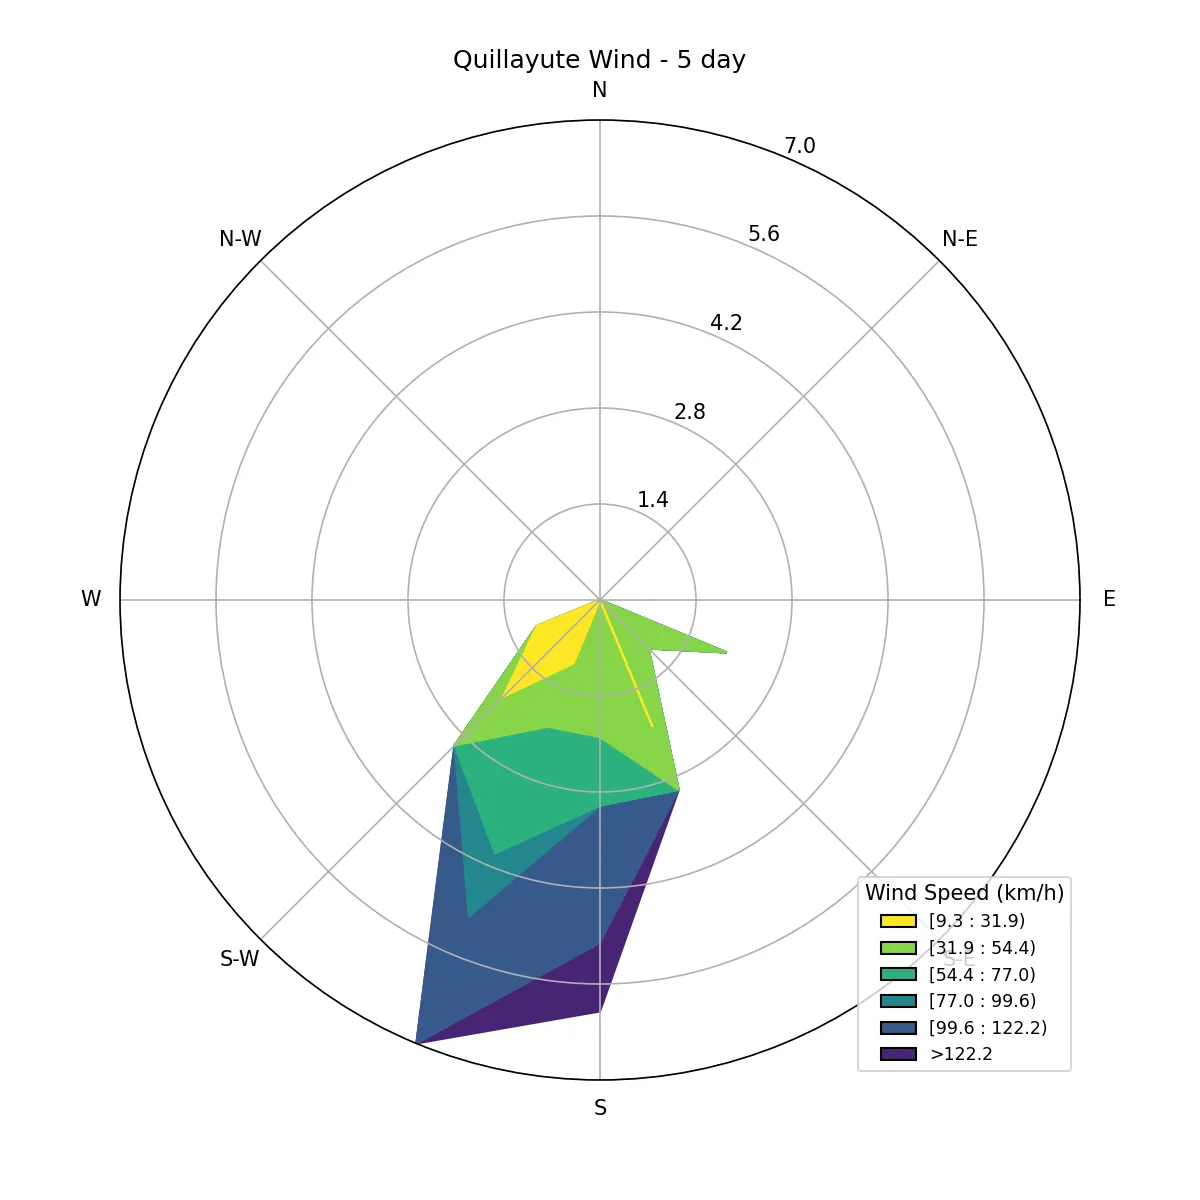 Quillayute Wind - 5 day
N
7.0
N-W
5.6
N-E
4.2
2.8
1.4
W
E
S-W
S-E
S
Wind Speed (km/h)
[9.3 : 31.9)
[31.9 : 54.4)
[54.4 : 77.0)
[77.0 : 99.6)
[99.6 : 122.2)
>122.2